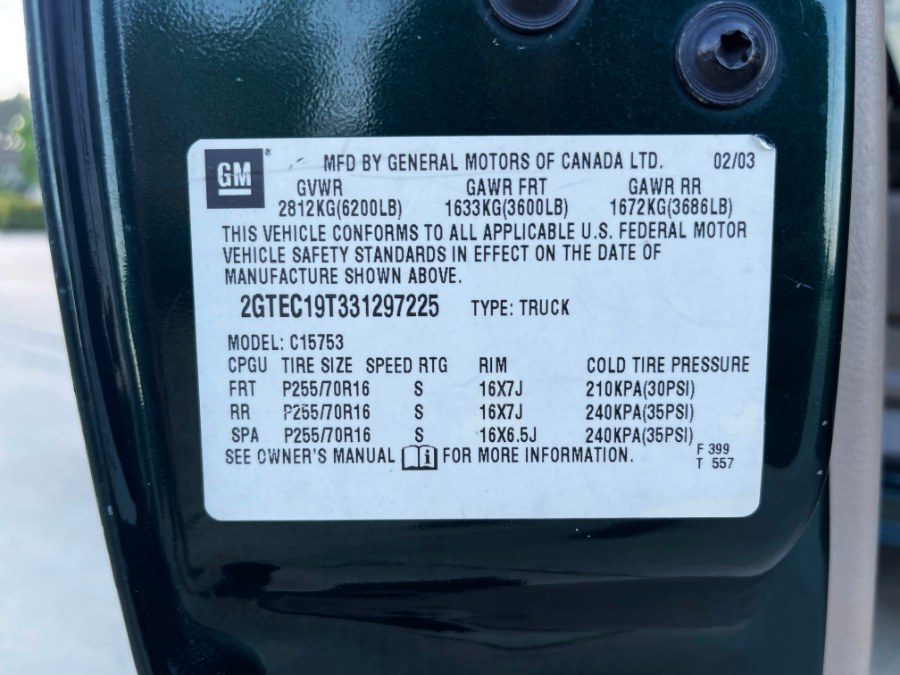 GM® MFD BY GENERAL MOTORS OF CANADA LTD. 02/03
GVWR GAWR FRT GAWR RR
2812KG(6200LB) 1633KG(3600LB) 1672KG(3686LB)
THIS VEHICLE CONFORMS TO ALL APPLICABLE U.S. FEDERAL MOTOR
VEHICLE SAFETY STANDARDS IN EFFECT ON THE DATE OF
MANUFACTURE SHOWN ABOVE.
2GTEC19T331297225 TYPE: TRUCK
MODEL: C15753
CPGU TIRE SIZE SPEED RTG RIM COLD TIRE PRESSURE
FRT P255/70R16 S 16X7J 210KPA(30PSI)
RR P255/70R16 S 16X7J 240KPA(35PSI)
SPA P255/70R16 S 16X6.5J 240KPA(35PSI)
SEE OWNER'S MANUAL i FOR MORE INFORMATION.
F 399
T 557